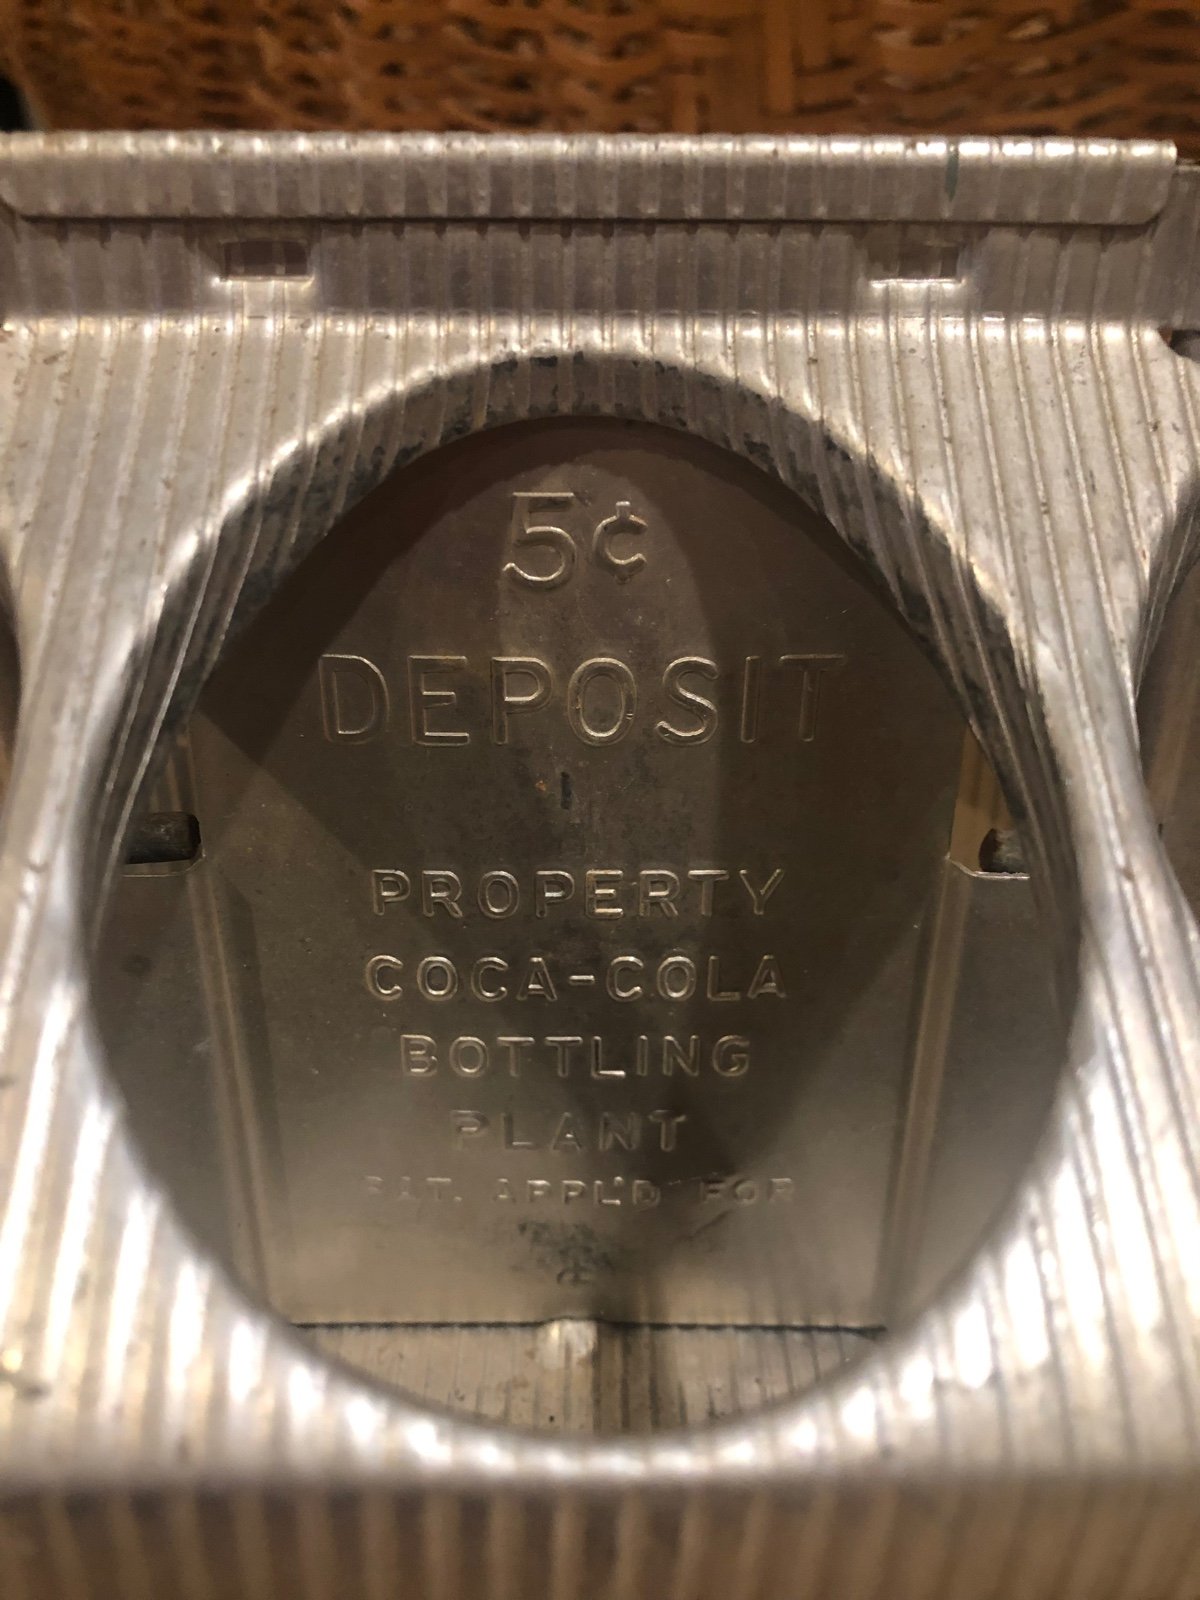 5¢
DEPOSIT
PROPERTY
COCA-COLA
BOTTLING
PLANT
PAT. APPL'D FOR